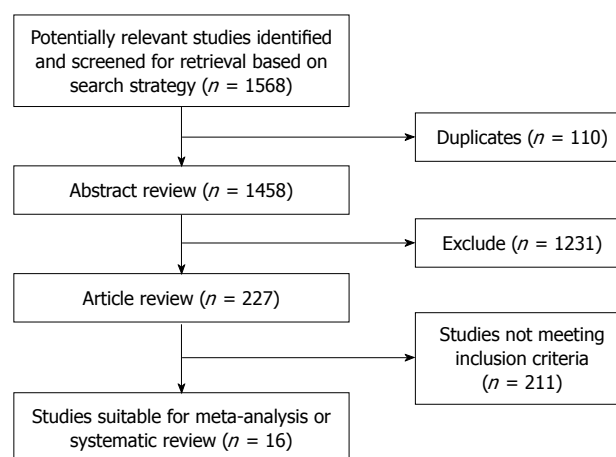 Potentially relevant studies identified
and screened for retrieval based on
search strategy (n = 1568)
Duplicates (n = 110)
Abstract review (n = 1458)
Exclude (n = 1231)
Article review (n = 227)
Studies not meeting
inclusion criteria
(n = 211)
Studies suitable for meta-analysis or
systematic review (n = 16)